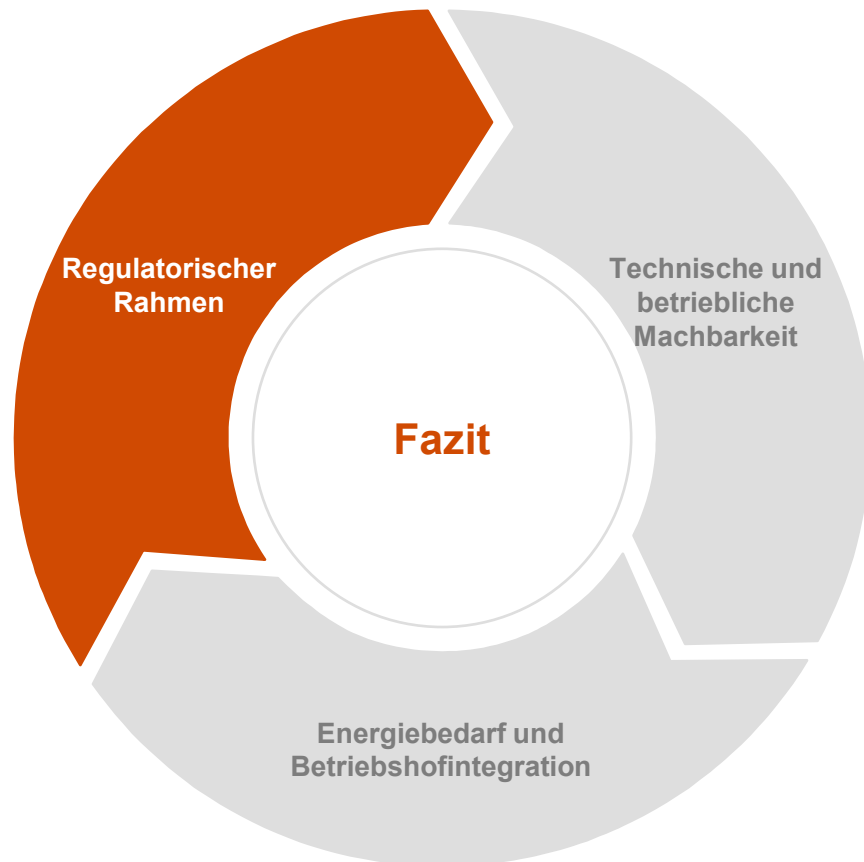 Regulatorischer
Rahmen
Technische und
betriebliche
Machbarkeit
Fazit
Energiebedarf und
Betriebshofintegration